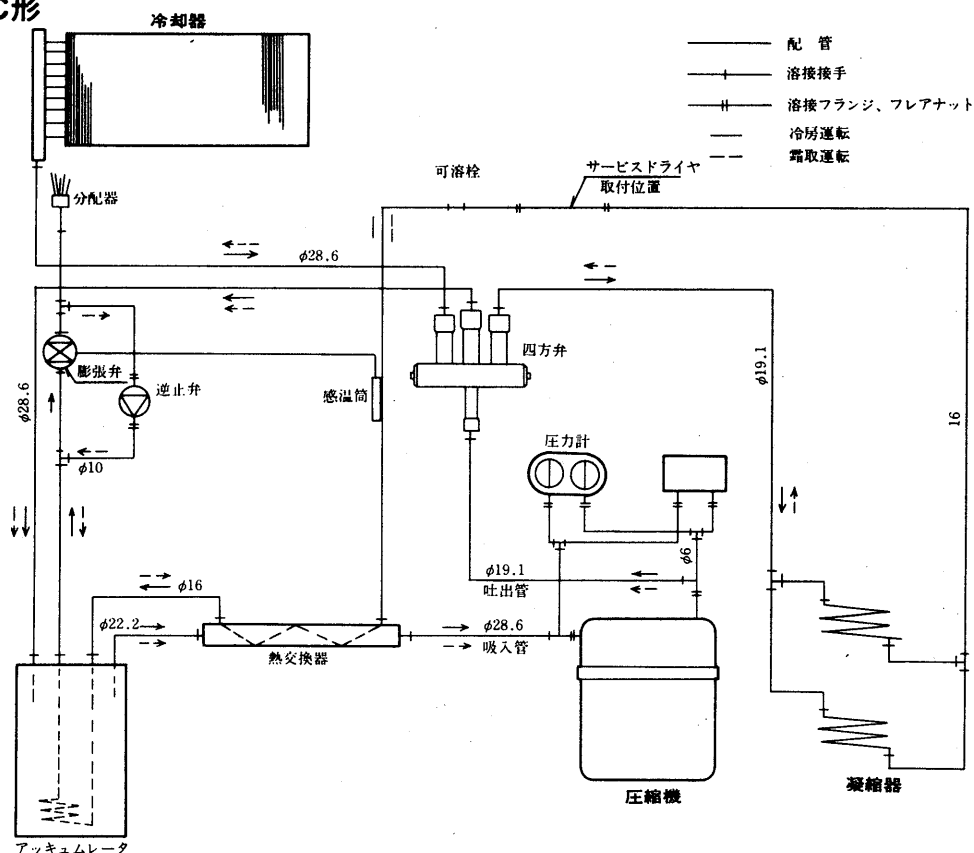 C形
冷却器
配 管
溶接接手
溶接フランジ、フレアナット
冷房運転
霜取運転
可溶栓
サービスドライヤ
取付位置
分配器
φ28.6
四方弁
膨張弁
逆止弁
感温筒
φ28.6
φ10
φ19.1
16
圧力計
φ6
φ19.1
吐出管
φ16
φ22.2
熱交換器
φ28.6
吸入管
圧縮機
凝縮器
アッキュムレータ